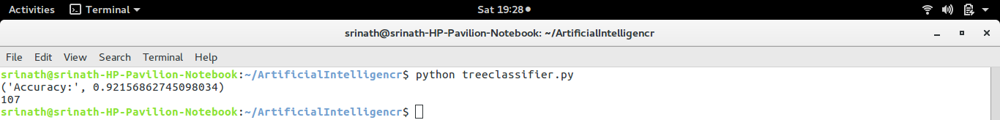 Activities Terminal Sat 19:28
srinath@srinath-HP-Pavilion-Notebook: ~/ArtificialIntelligencr
File Edit View Search Terminal Help
srinath@srinath-HP-Pavilion-Notebook:~/ArtificialIntelligencr$ python treeclassifier.py
('Accuracy:', 0.92156862745098034)
107
srinath@srinath-HP-Pavilion-Notebook:~/ArtificialIntelligencr$